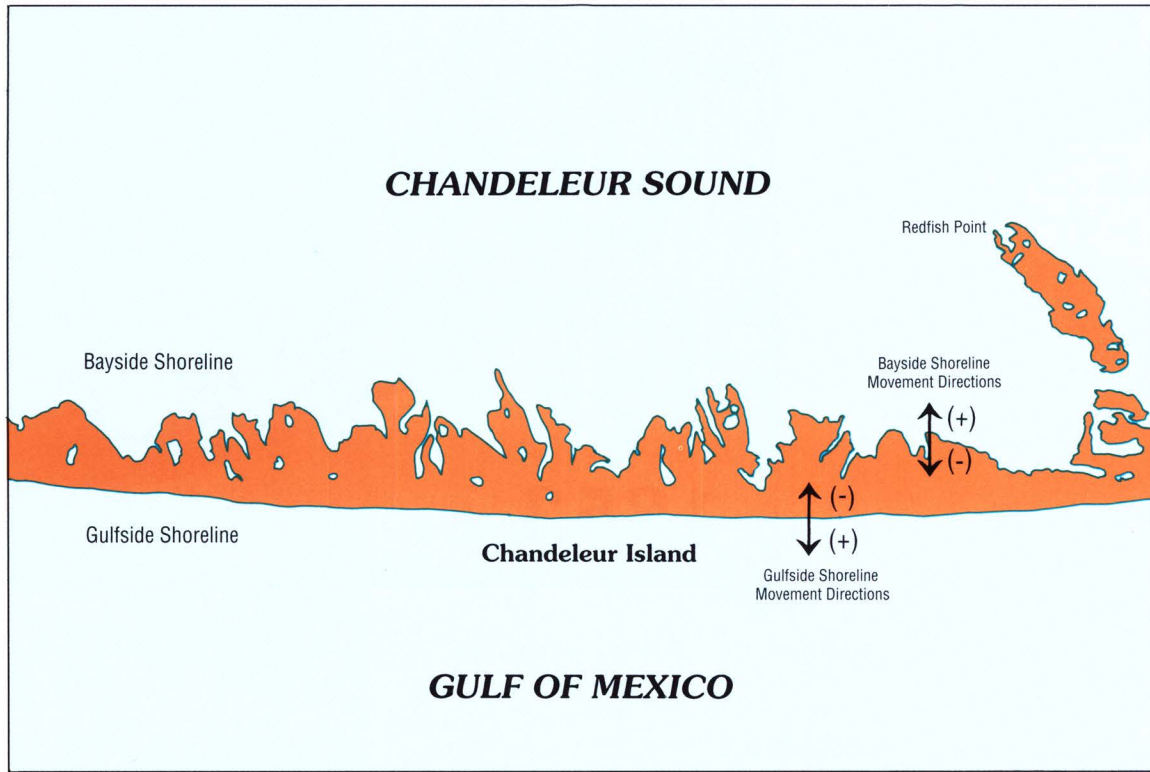 CHANDELEUR SOUND
Redfish Point
Bayside Shoreline
Bayside Shoreline
Movement Directions
(+)
(-)
(-)
Gulfside Shoreline
(+)
Chandeleur Island
Gulfside Shoreline
Movement Directions
GULF OF MEXICO